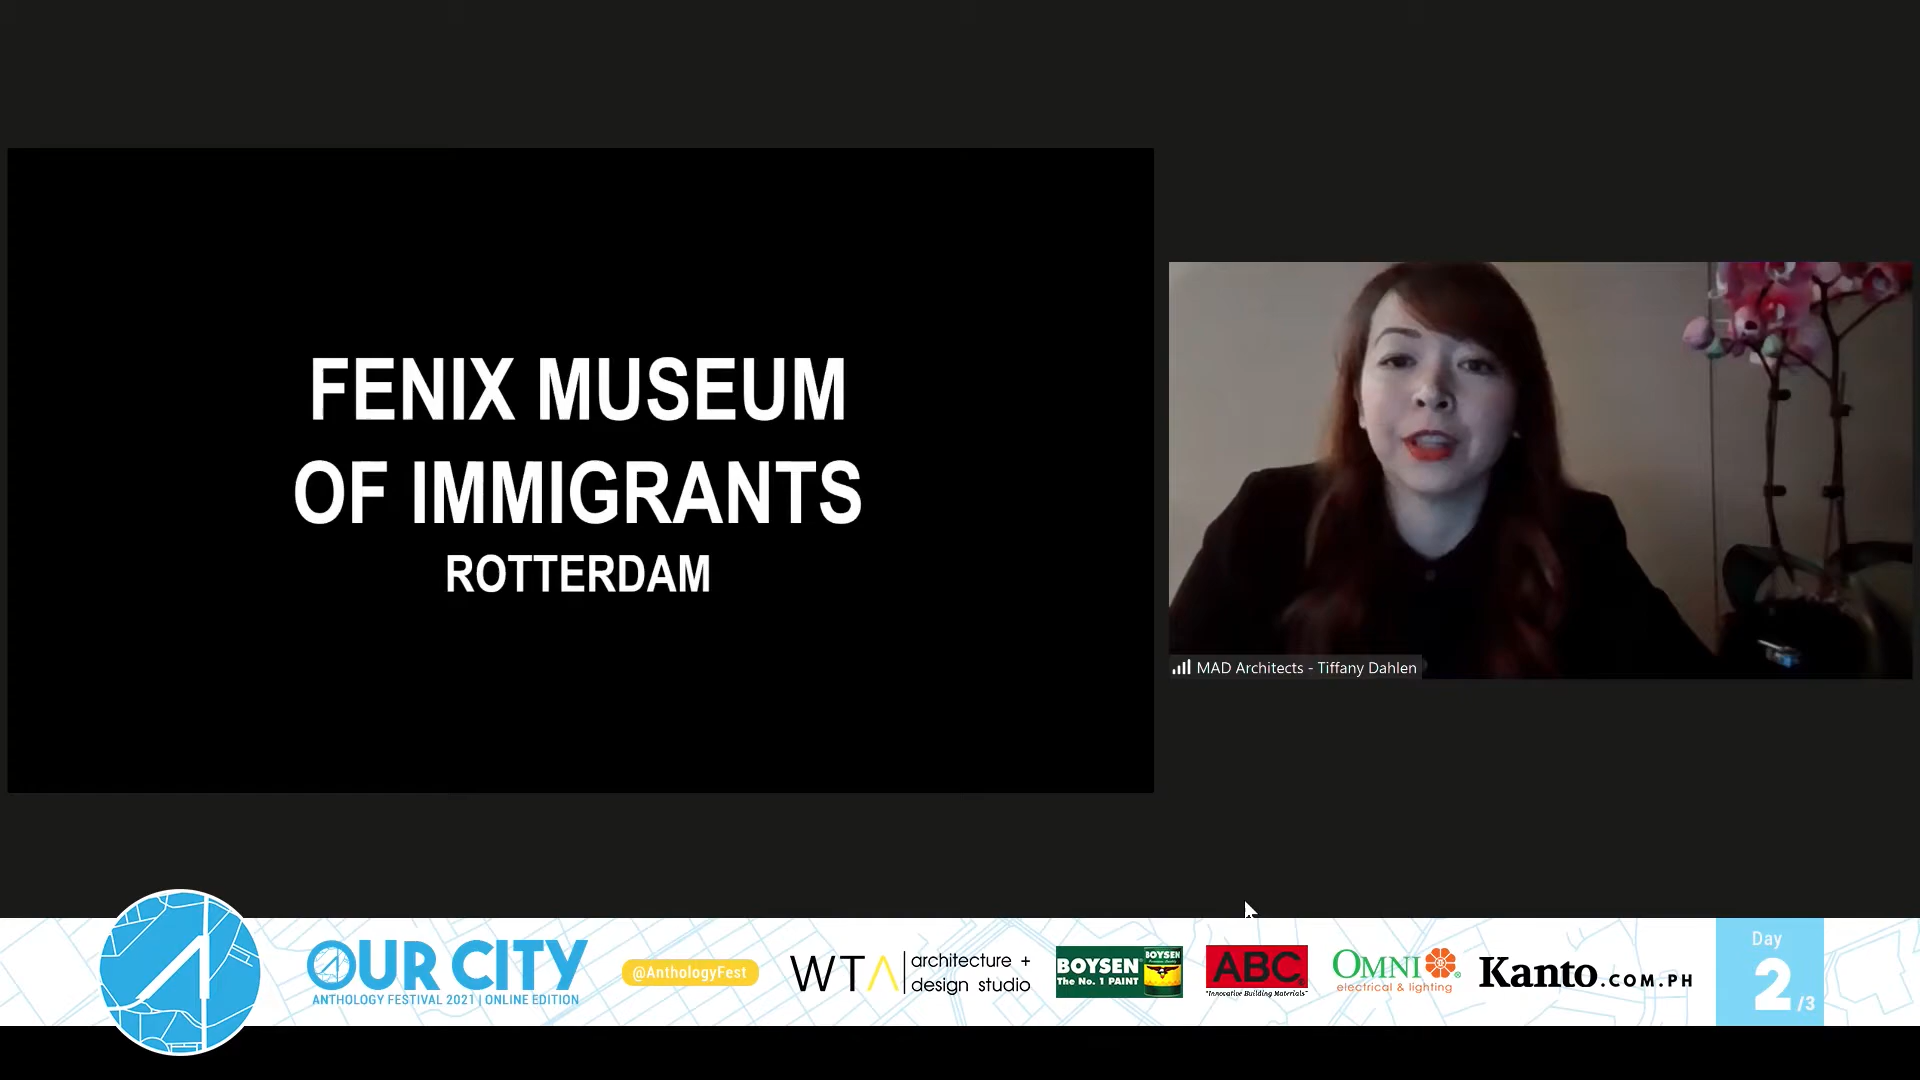 FENIX MUSEUM
OF IMMIGRANTS
ROTTERDAM
MAD Architects - Tiffany Dahlen
OUR CITY
ANTHOLOGY FESTIVAL 2021 | ONLINE EDITION
@AnthologyFest
WTA
architecture +
design studio
BOYSEN
The No. 1 PAINT
BOYSEN
ABC
"Innovative Building Materials"
OMNI
electrical & lighting
Kanto.COM.PH
Day
2/3